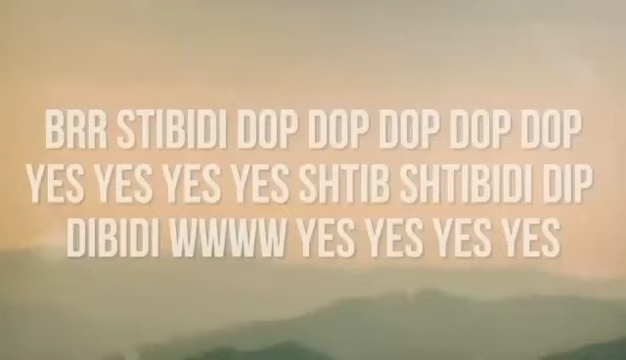 BRR STIBIDI DOP DOP DOP DOP DOP
YES YES YES YES SHTIB SHTIBIDI DIP
DIBIDI WWWW YES YES YES YES